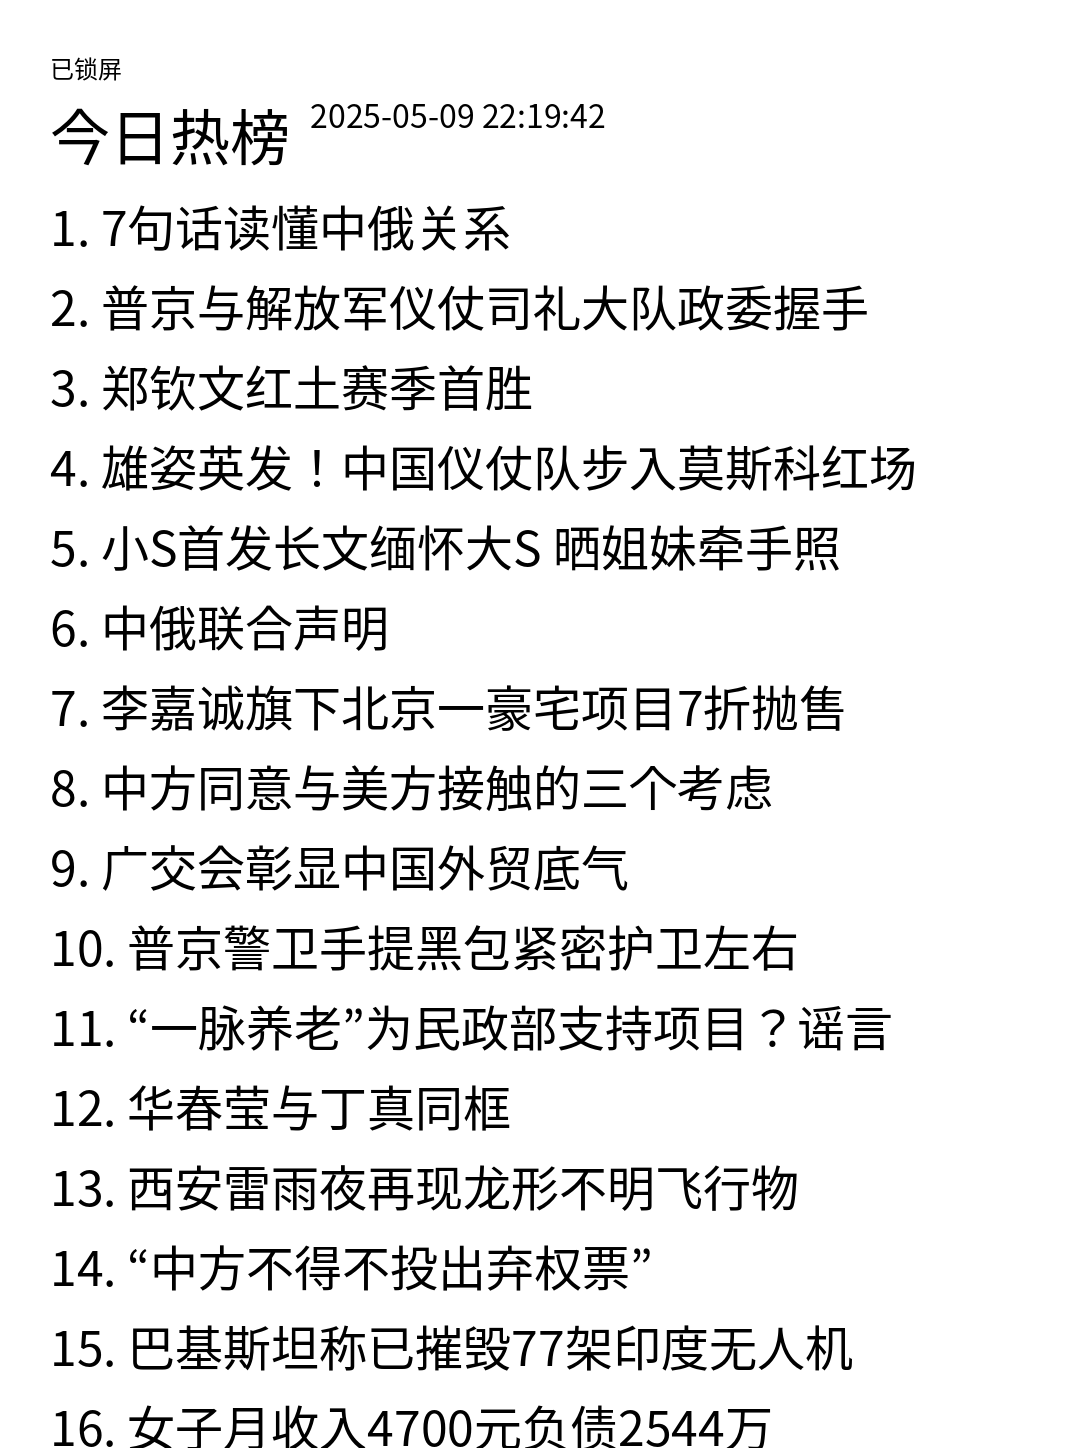 已锁屏
今日热榜 2025-05-09 22:19:42
1. 7句话读懂中俄关系
2. 普京与解放军仪仗司礼大队政委握手
3. 郑钦文红土赛季首胜
4. 雄姿英发！中国仪仗队步入莫斯科红场
5. 小S首发长文缅怀大S 晒姐妹牵手照
6. 中俄联合声明
7. 李嘉诚旗下北京一豪宅项目7折抛售
8. 中方同意与美方接触的三个考虑
9. 广交会彰显中国外贸底气
10. 普京警卫手提黑包紧密护卫左右
11. “一脉养老”为民政部支持项目？谣言
12. 华春莹与丁真同框
13. 西安雷雨夜再现龙形不明飞行物
14. “中方不得不投出弃权票”
15. 巴基斯坦称已摧毁77架印度无人机
16. 女子月收入4700元负债2544万